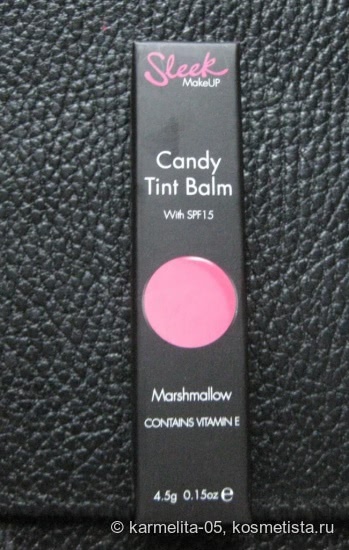 Sleek
MakeUP
Candy
Tint Balm
With SPF15
Marshmallow
CONTAINS VITAMIN E
4.5g 0.15oz ℮
© karmelita-05, kosmetista.ru